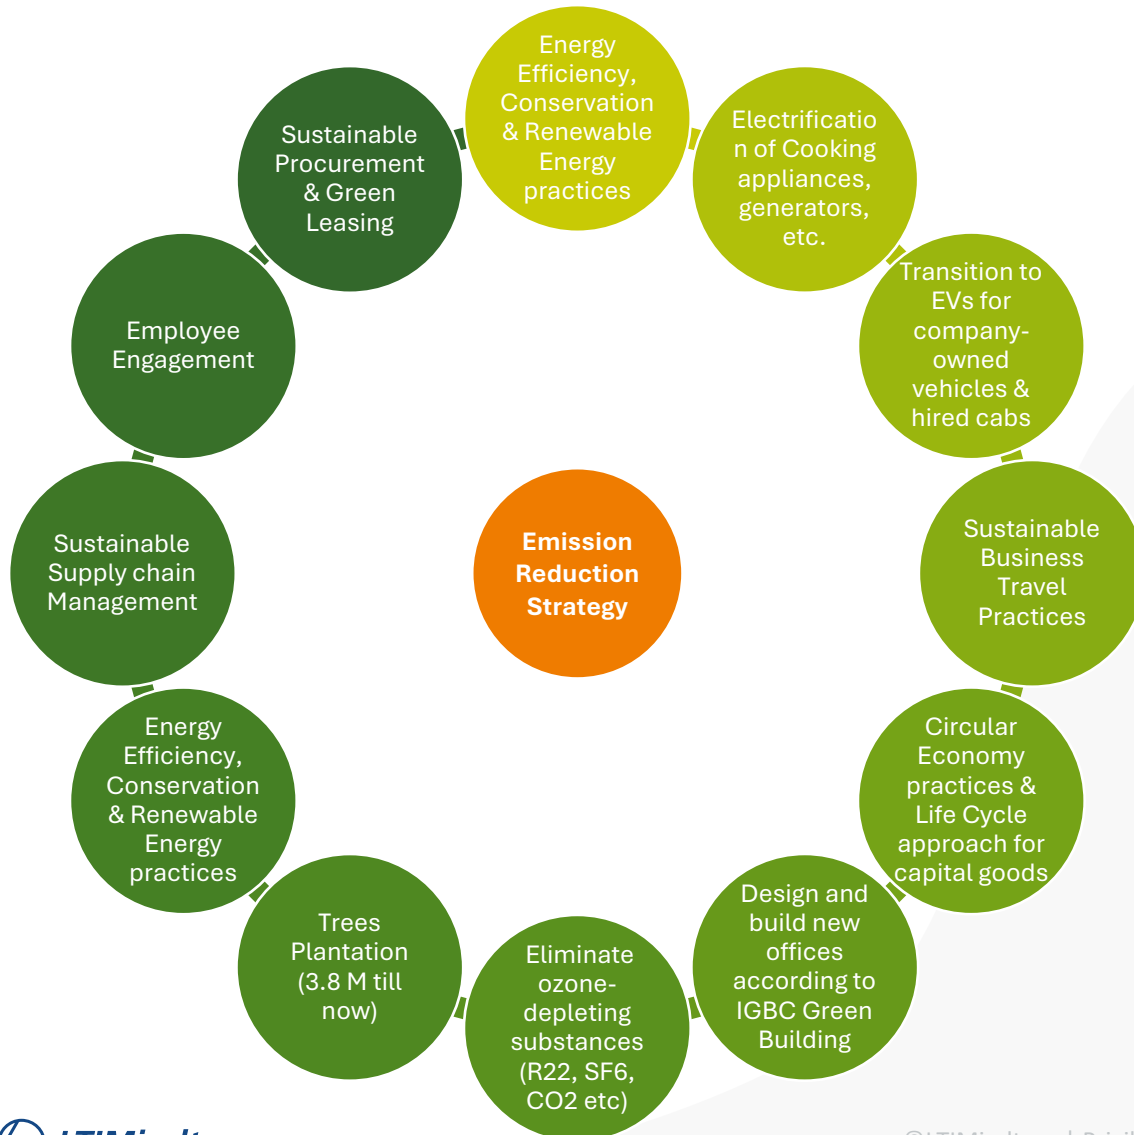 Energy
Efficiency,
Conservation
& Renewable
Energy
practices
Electrificatio
n of Cooking
appliances,
generators,
etc.
Transition to
EVs for
company-
owned
vehicles &
hired cabs
Sustainable
Business
Travel
Practices
Circular
Economy
practices &
Life Cycle
approach for
capital goods
Design and
build new
offices
according to
IGBC Green
Building
Eliminate
ozone-
depleting
substances
(R22, SF6,
CO2 etc)
Trees
Plantation
(3.8 M till
now)
Energy
Efficiency,
Conservation
& Renewable
Energy
practices
Sustainable
Supply chain
Management
Employee
Engagement
Sustainable
Procurement
& Green
Leasing
Emission
Reduction
Strategy